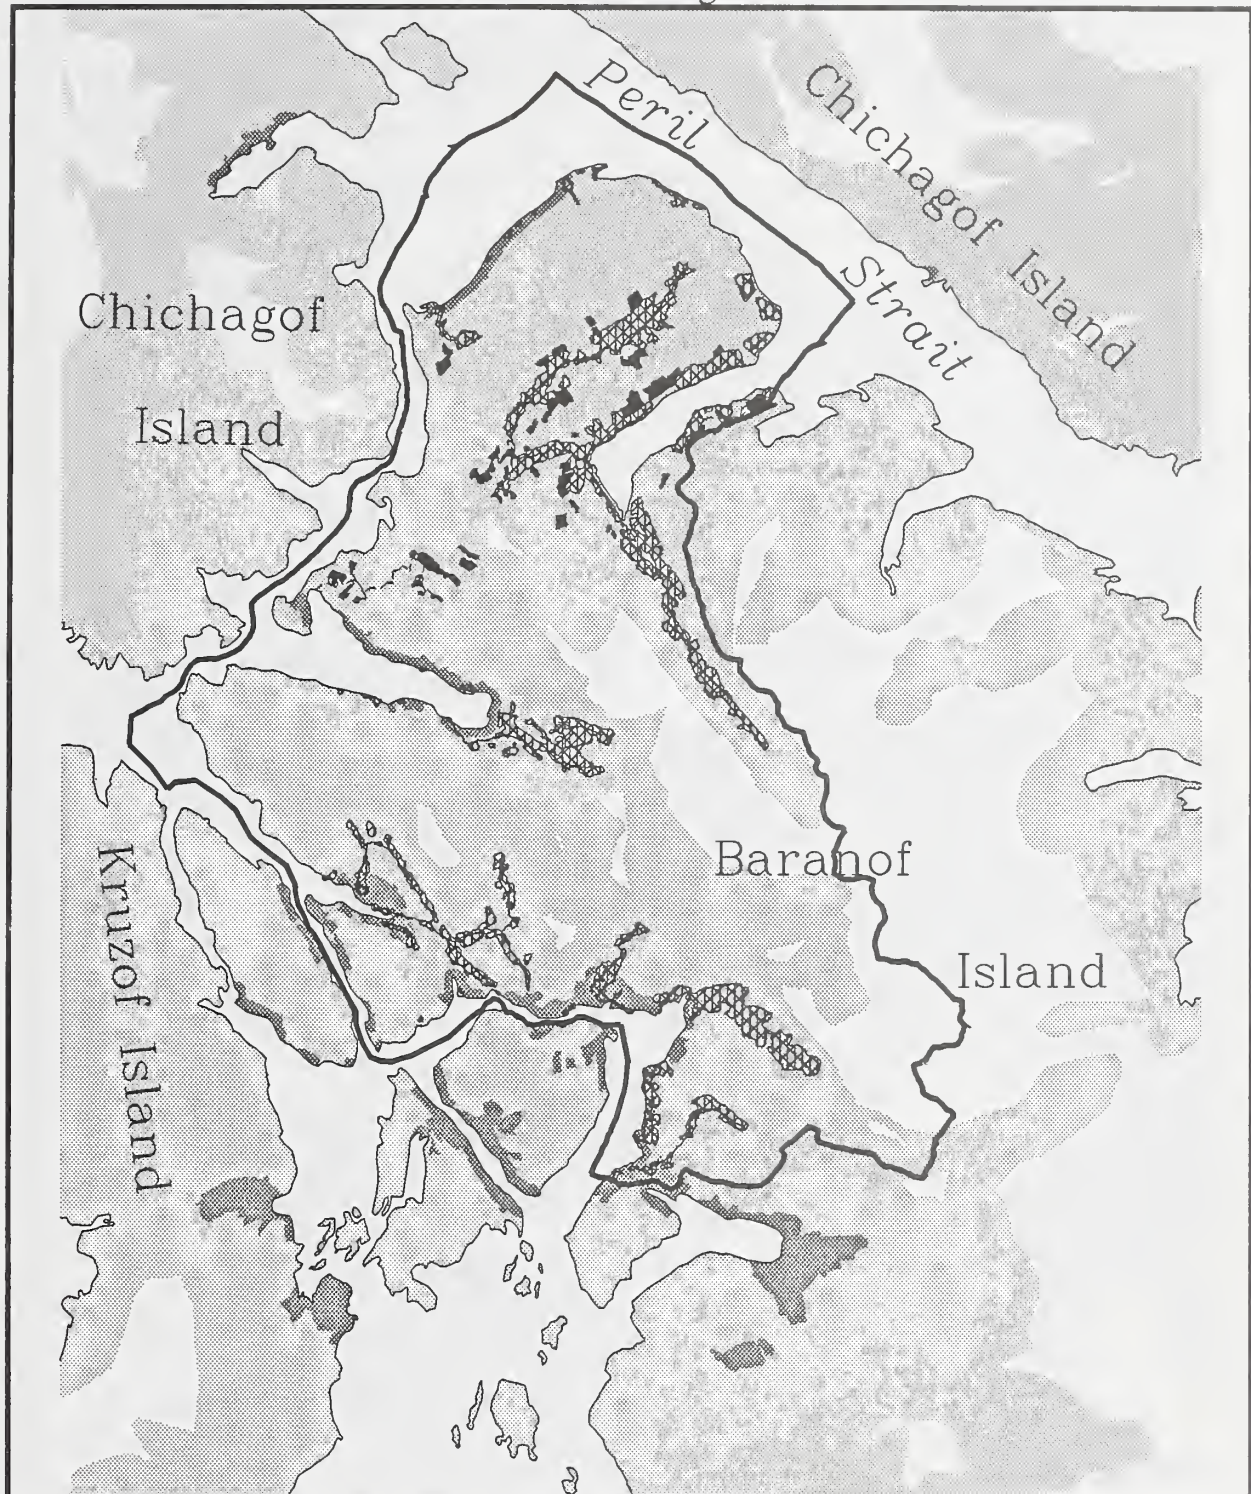 Peril
Strait
Chichagof Island
Chichagof
Island
Baranof
Island
Kruzof Island